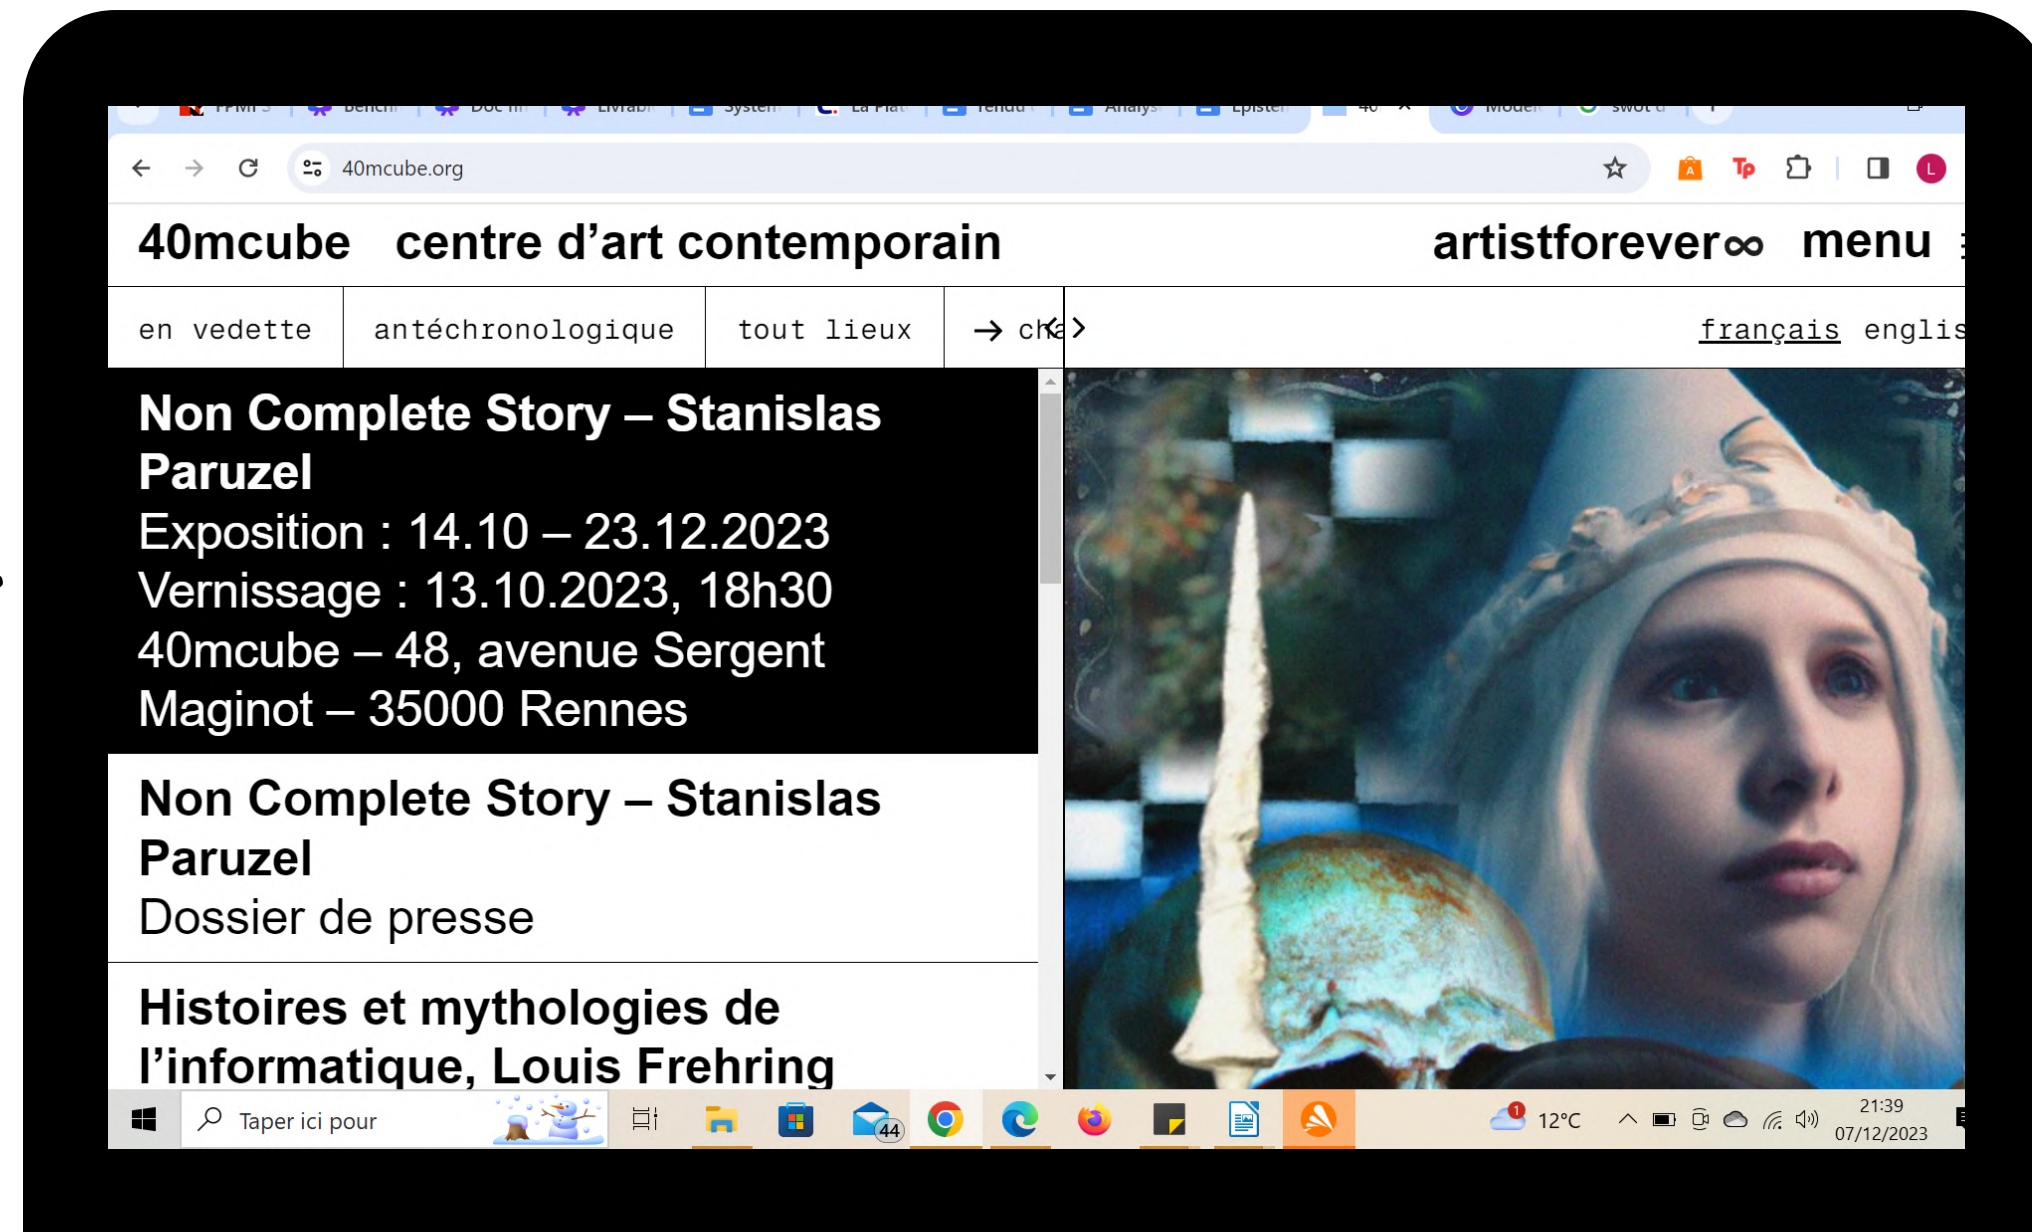 40mcube.org
40mcube centre d’art contemporain artistforever∞ menu
en vedette antéchronologique tout lieux → français
Non Complete Story – Stanislas
Paruzel
Exposition : 14.10 – 23.12.2023
Vernissage : 13.10.2023, 18h30
40mcube – 48, avenue Sergent
Maginot – 35000 Rennes
Non Complete Story – Stanislas
Paruzel
Dossier de presse
Histoires et mythologies de
l’informatique, Louis Frehring
Taper ici pour
44
1
12°C
21:39
07/12/2023